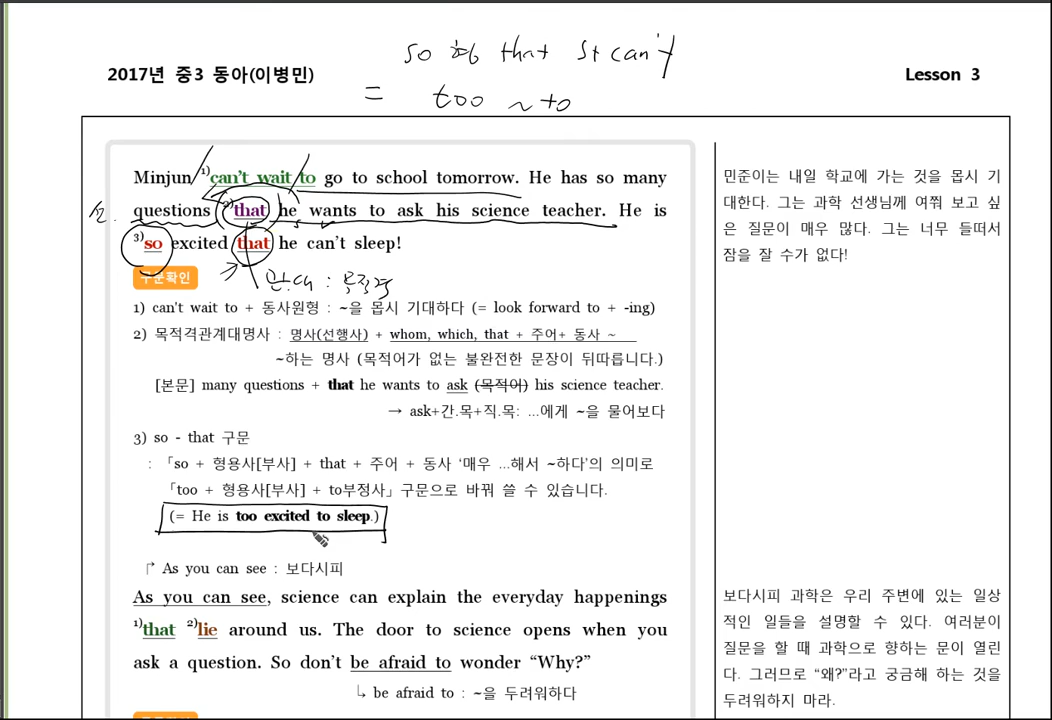 so 형 that S+ can't
2017년 중3 동아(이병민)
Lesson 3
= too ~ to
Minjun 1)can't wait to go to school tomorrow. He has so many
questions 2)that he wants to ask his science teacher. He is
3)so excited that he can't sleep!
구문확인
관.대 : 목적격
1) can't wait to + 동사원형 : ~을 몹시 기대하다 (= look forward to + -ing)
2) 목적격관계대명사 : 명사(선행사) + whom, which, that + 주어+ 동사 ~
~하는 명사 (목적어가 없는 불완전한 문장이 뒤따릅니다.)
[본문] many questions + that he wants to ask (목적어) his science teacher.
→ ask+간.목+직.목: ...에게 ~을 물어보다
3) so - that 구문
: 「so + 형용사[부사] + that + 주어 + 동사 ‘매우 ...해서 ~하다’의 의미로
「too + 형용사[부사] + to부정사」 구문으로 바꿔 쓸 수 있습니다.
(= He is too excited to sleep.)
┌ As you can see : 보다시피
As you can see, science can explain the everyday happenings
1)that 2)lie around us. The door to science opens when you
ask a question. So don't be afraid to wonder “Why?”
└ be afraid to : ~을 두려워하다
민준이는 내일 학교에 가는 것을 몹시 기
대한다. 그는 과학 선생님께 여쭤 보고 싶
은 질문이 매우 많다. 그는 너무 들떠서
잠을 잘 수가 없다!
보다시피 과학은 우리 주변에 있는 일상
적인 일들을 설명할 수 있다. 여러분이
질문을 할 때 과학으로 향하는 문이 열린
다. 그러므로 “왜?”라고 궁금해 하는 것을
두려워하지 마라.